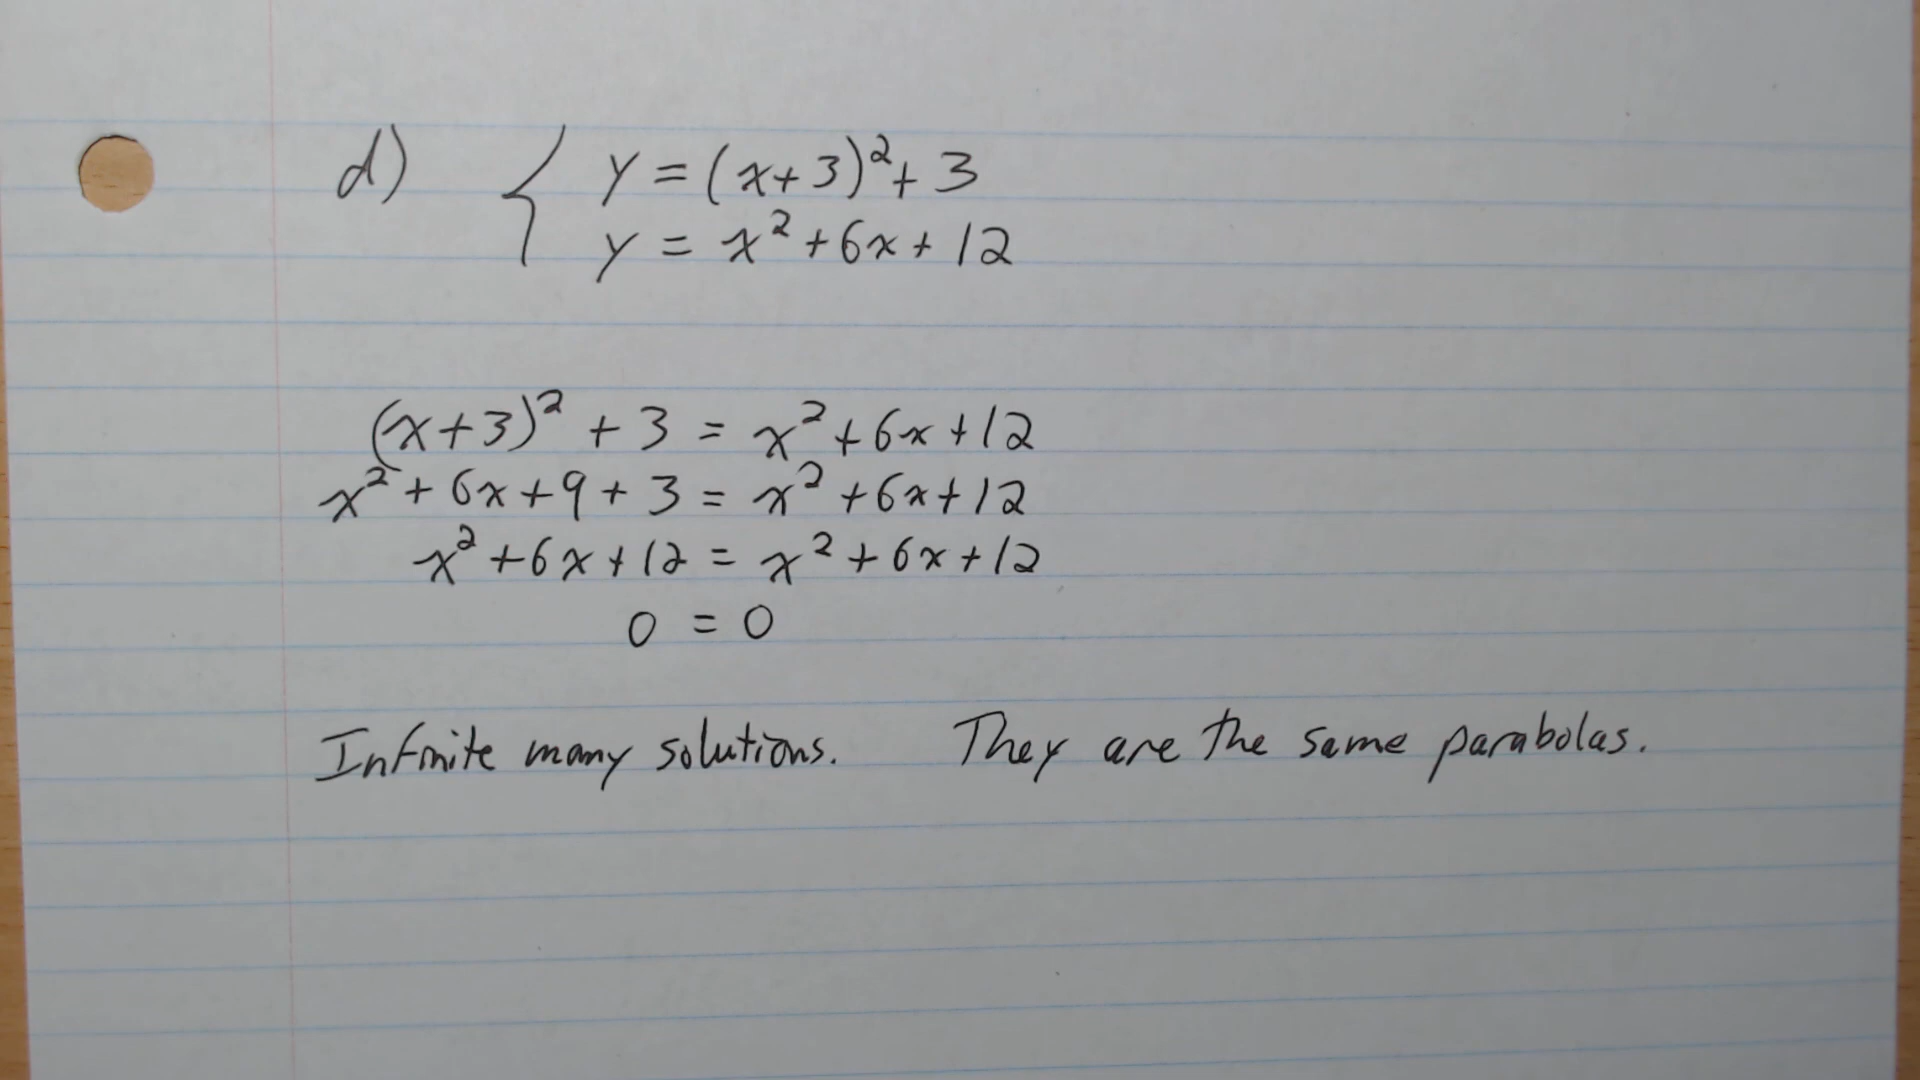 d) { y = (x+3)²+ 3
y = x² +6x + 12
(x+3)² + 3 = x²+6x+12
x² + 6x + 9 + 3 = x² +6x+12
x² +6x+12 = x² + 6x+12
0 = 0
Infinite many solutions. They are the same parabolas.